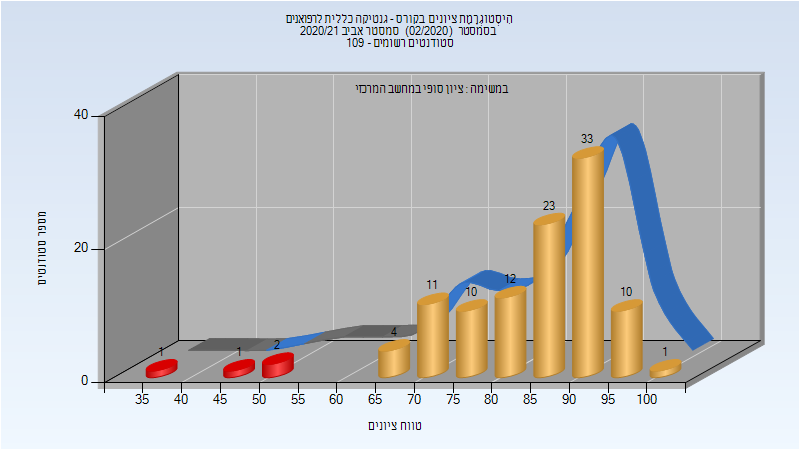 היסטוגרמת ציונים בקורס - גנטיקה כללית לרפואנים
בסמסטר (02/2020) סמסטר אביב 2020/21
סטודנטים רשומים - 109
במשימה : ציון סופי במחשב המרכזי
מספר סטודנטים
40
20
0
1
1
2
4
11
10
12
23
33
10
1
35 40 45 50 55 60 65 70 75 80 85 90 95 100
טווח ציונים